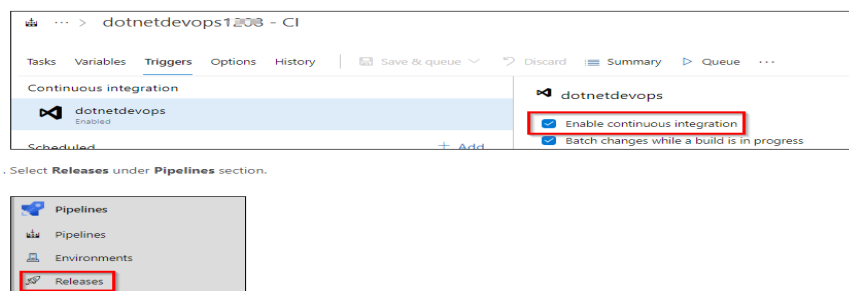 ... > dotnetdevops1208 - CI
Tasks Variables Triggers Options History Save & queue Discard Summary Queue ...
Continuous integration
dotnetdevops
Enabled
Scheduled + Add
dotnetdevops
Enable continuous integration
Batch changes while a build is in progress
. Select Releases under Pipelines section.
Pipelines
Pipelines
Environments
Releases